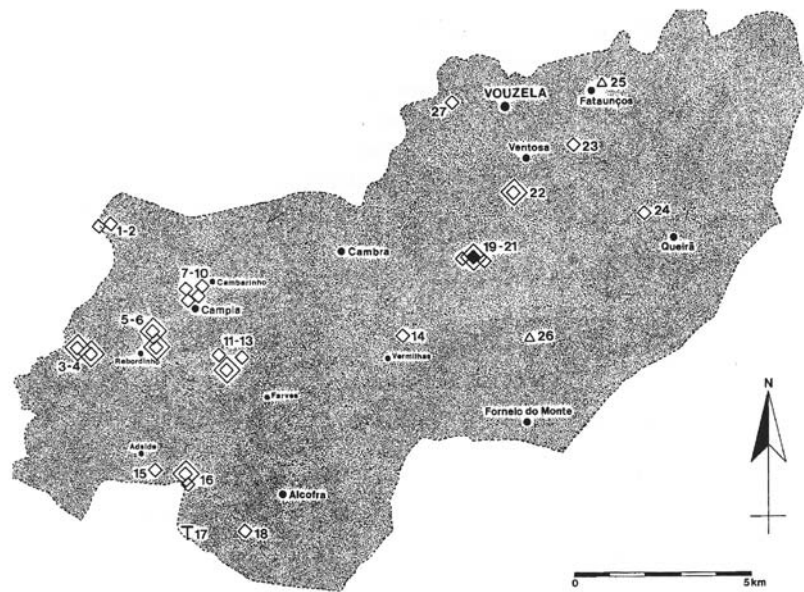 25
Fataunços
VOUZELA
27
Ventosa
23
22
24
Queirã
1-2
19-21
Cambra
7-10
Cambarinho
Campia
5-6
3-4
Rebordinho
11-13
14
Vermilhas
26
Farves
Fornelo do Monte
N
Adside
15
16
Alcofra
17
18
0
5km